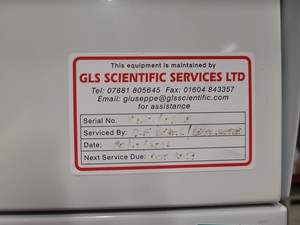 This equipment is maintained by
GLS SCIENTIFIC SERVICES LTD
Tel: 07881 805645 Fax: 01604 843357
Email: giuseppe@glsscientific.com
for assistance
Serial No.
Serviced By:
Date:
Next Service Due: